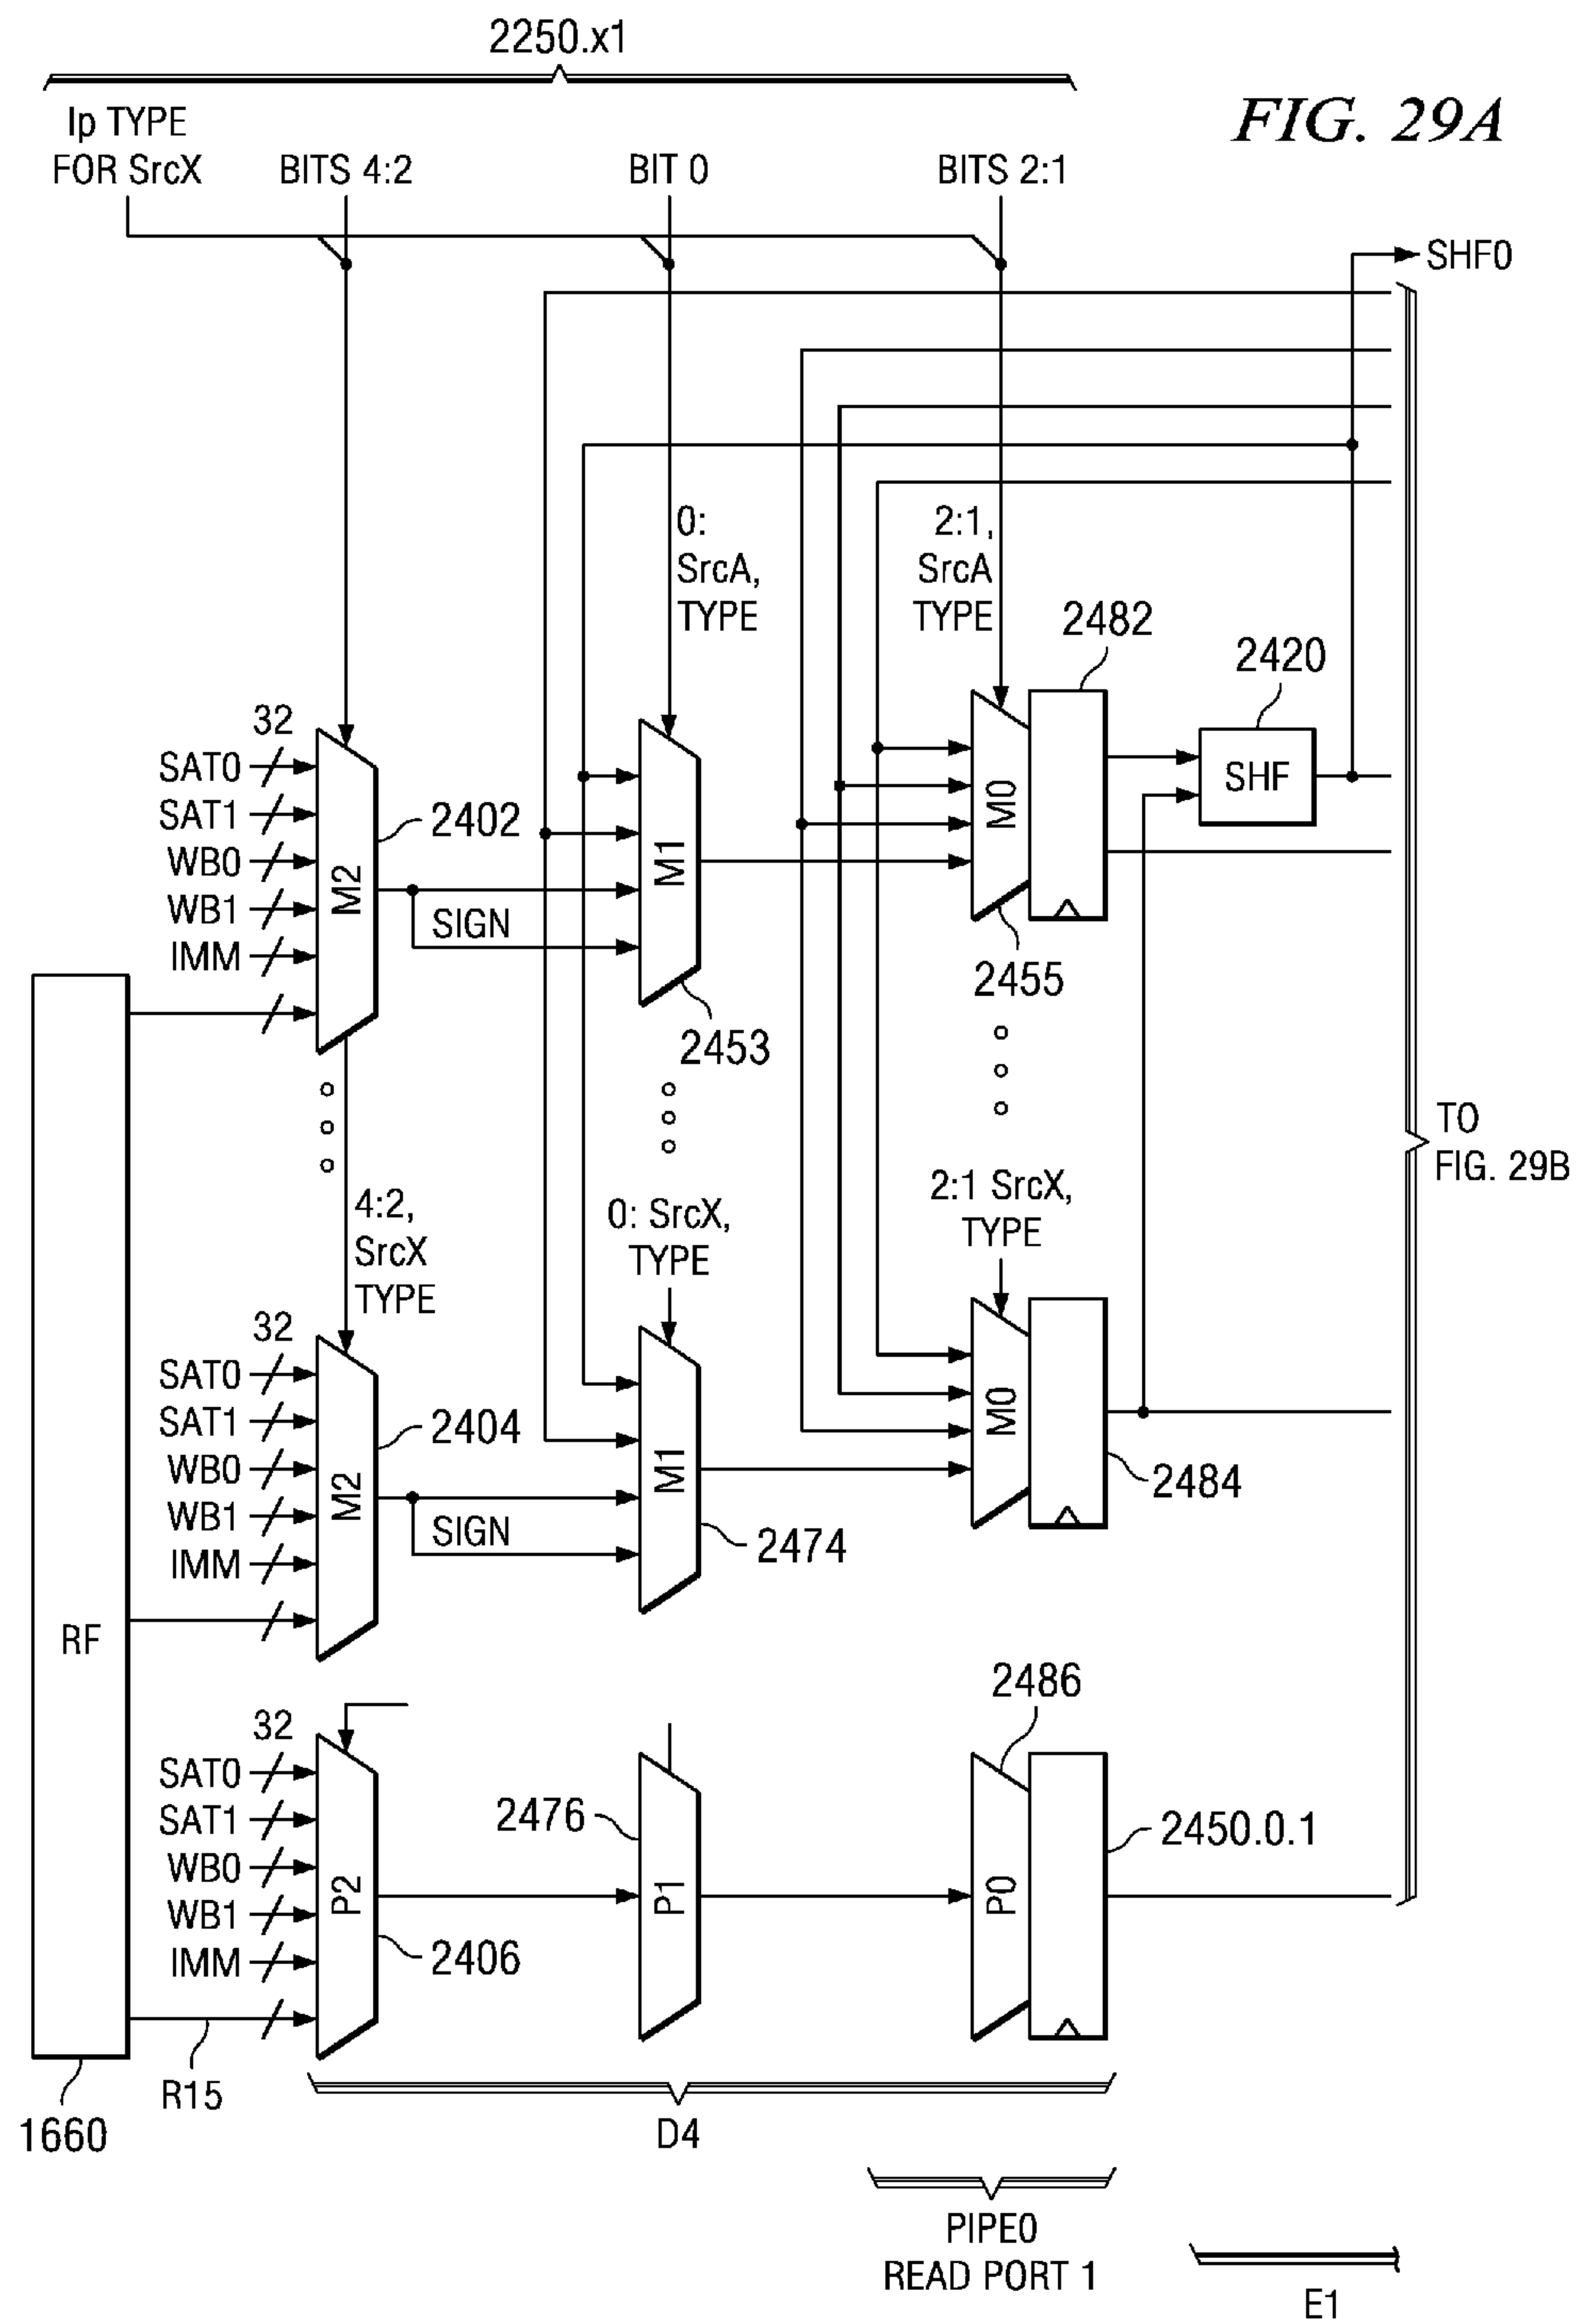 2250.x1
FIG. 29A
Ip TYPE
FOR SrcX
BITS 4:2
BIT 0
BITS 2:1
SHF0
0:
SrcA,
TYPE
2:1,
SrcA
TYPE
2482
2420
SHF
32
SAT0
SAT1
WB0
WB1
IMM
M2
2402
SIGN
M1
2453
M0
2455
TO
FIG. 29B
4:2,
SrcX
TYPE
0: SrcX,
TYPE
2:1 SrcX,
TYPE
32
SAT0
SAT1
WB0
WB1
IMM
M2
2404
SIGN
M1
2474
M0
2484
RF
32
SAT0
SAT1
WB0
WB1
IMM
P2
2406
2476
P1
2486
P0
2450.0.1
R15
1660
D4
PIPE0
READ PORT 1
E1